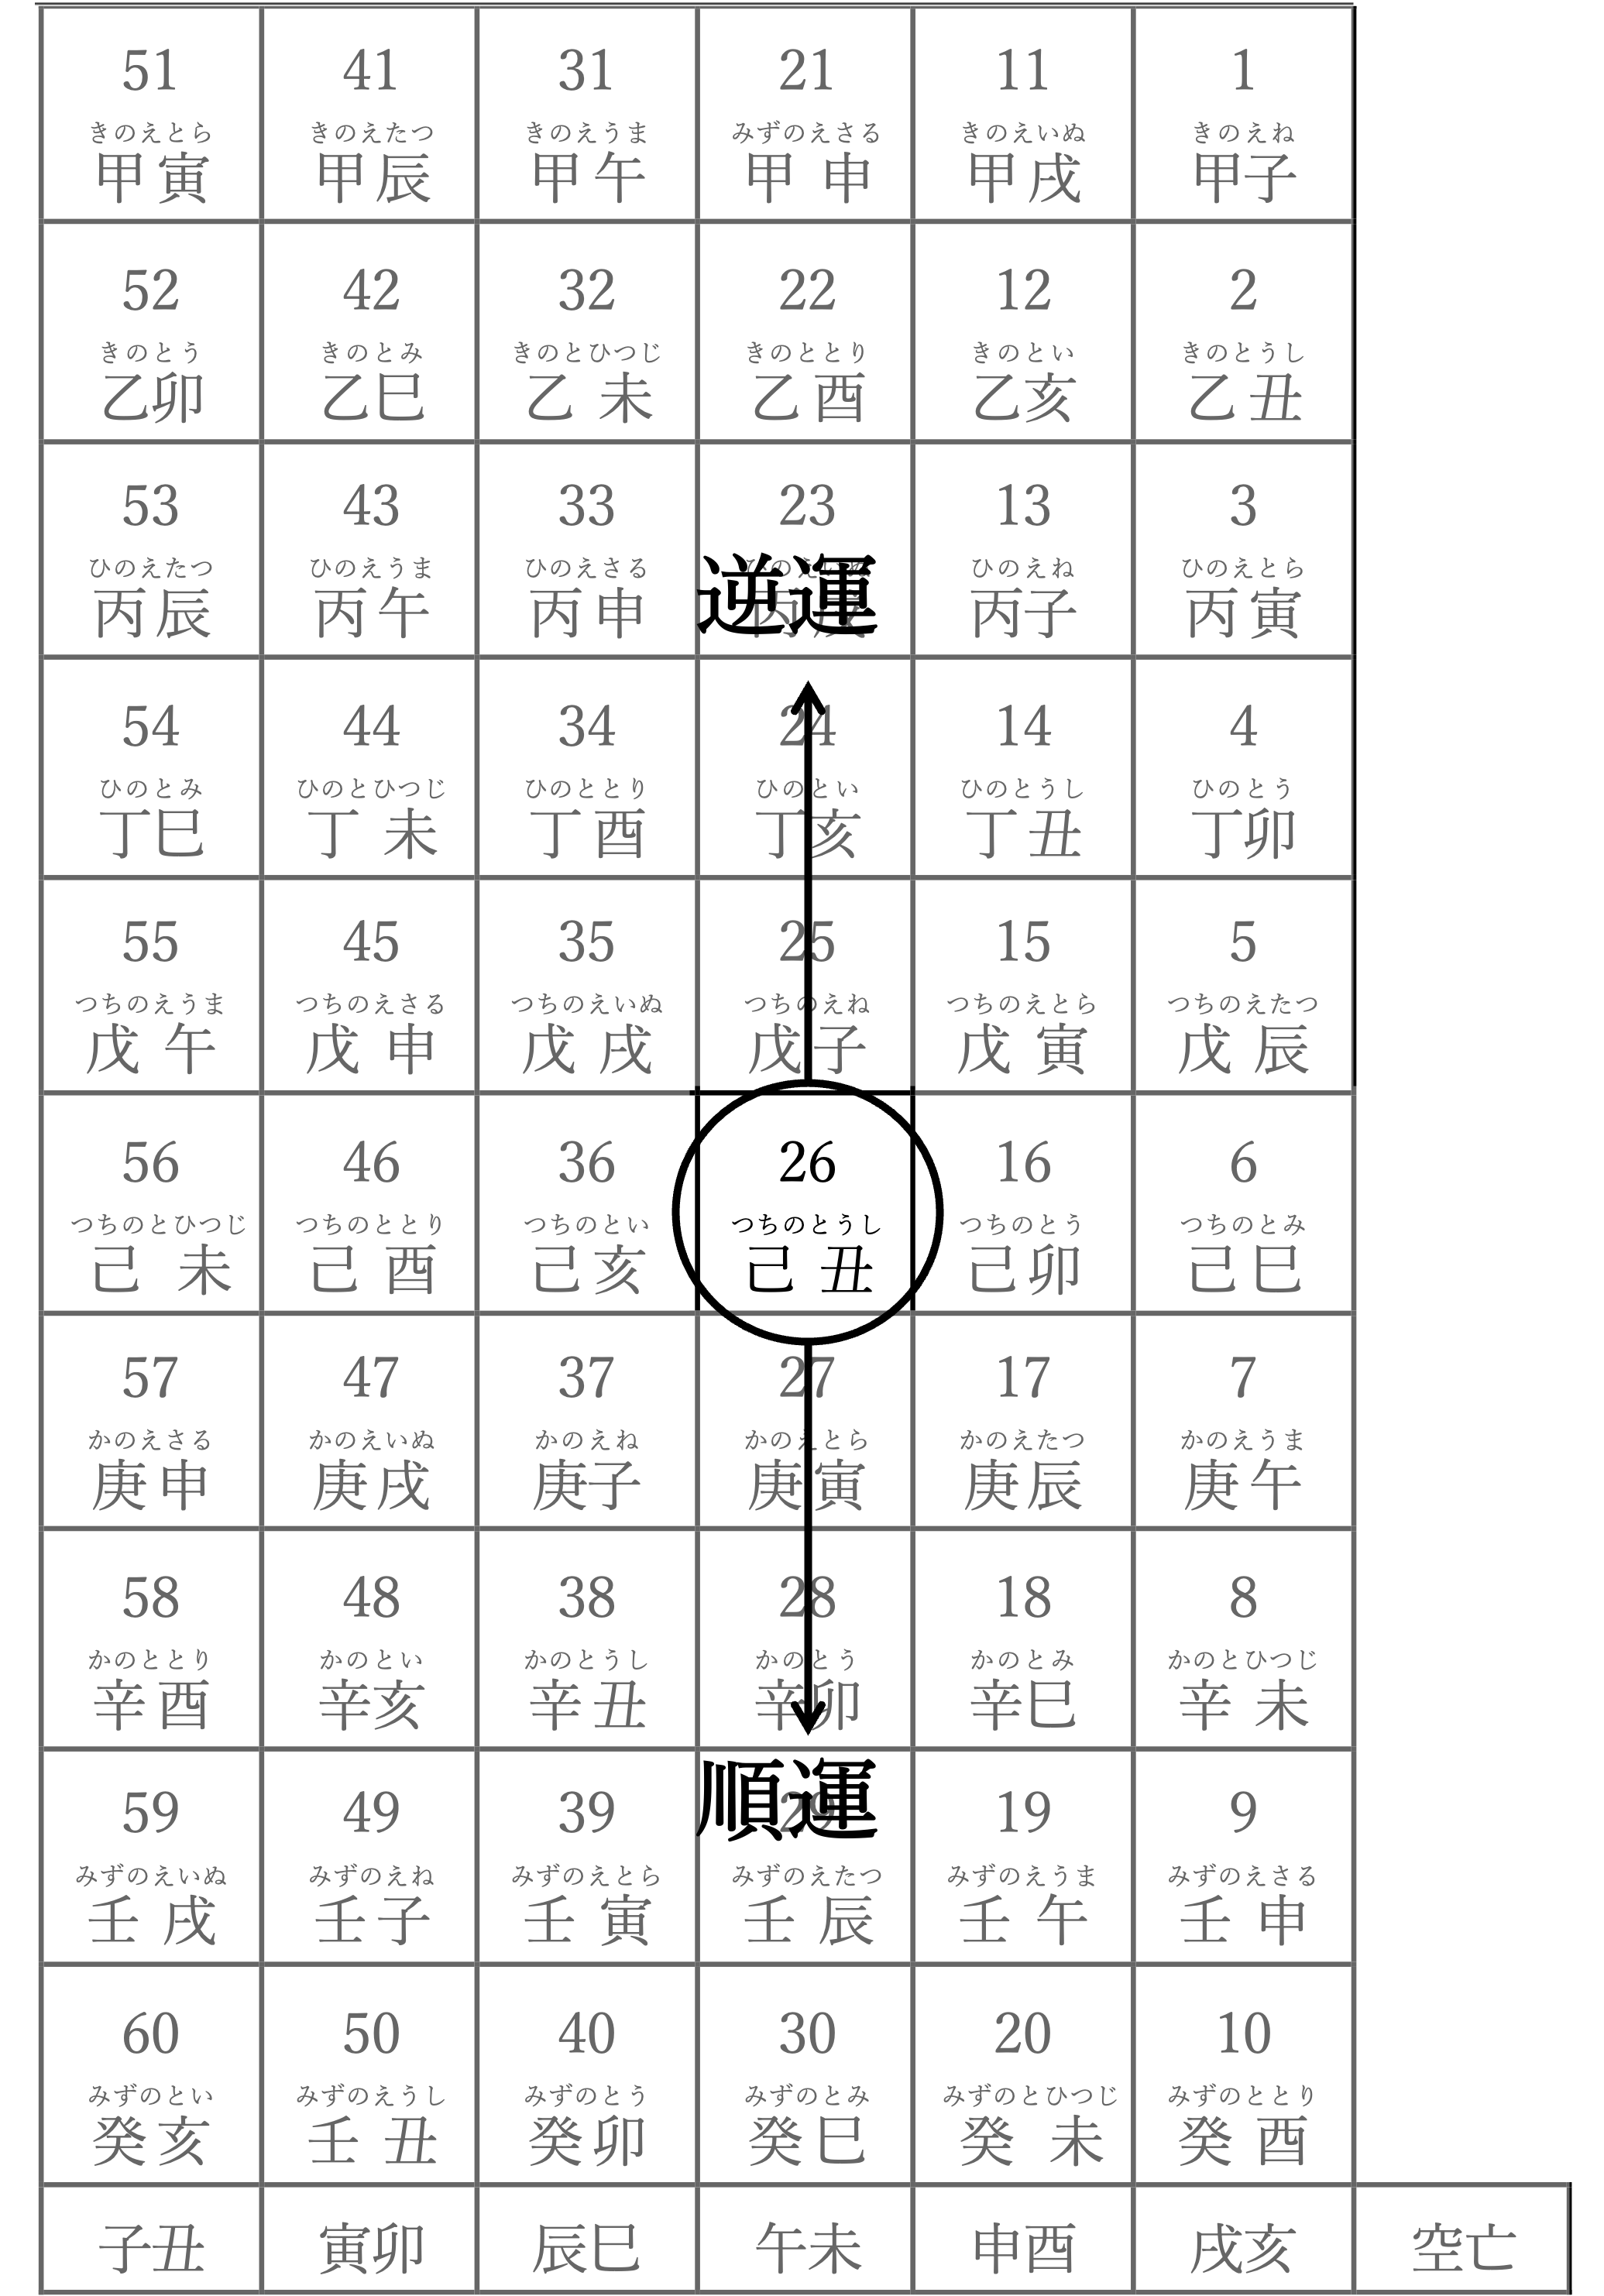 51 41 31 21 11 1
きのえとら きのえたつ きのえうま みずのえさる きのえいぬ きのえね
甲寅 甲辰 甲午 甲申 甲戌 甲子
52 42 32 22 12 2
きのとう きのとみ きのとひつじ きのととり きのとい きのとうし
乙卯 乙巳 乙未 乙酉 乙亥 乙丑
53 43 33 23 13 3
ひのえたつ ひのえうま ひのえさる ひのえいぬ ひのえね ひのえとら
丙辰 丙午 丙申 丙戌 丙子 丙寅
逆運
54 44 34 24 14 4
ひのとみ ひのとひつじ ひのととり ひのとい ひのとうし ひのとう
丁巳 丁未 丁酉 丁亥 丁丑 丁卯
55 45 35 25 15 5
つちのえうま つちのえさる つちのえいぬ つちのえね つちのえとら つちのえたつ
戊午 戊申 戊戌 戊子 戊寅 戊辰
56 46 36 26 16 6
つちのとひつじ つちのととり つちのとい つちのとうし つちのとう つちのとみ
己未 己酉 己亥 己丑 己卯 己巳
57 47 37 27 17 7
かのえさる かのえいぬ かのえね かのえとら かのえたつ かのえうま
庚申 庚戌 庚子 庚寅 庚辰 庚午
58 48 38 28 18 8
かのととり かのとい かのとうし かのとう かのとみ かのとひつじ
辛酉 辛亥 辛丑 辛卯 辛巳 辛未
順運
59 49 39 29 19 9
みずのえいぬ みずのえね みずのえとら みずのえたつ みずのえうま みずのえさる
壬戌 壬子 壬寅 壬辰 壬午 壬申
60 50 40 30 20 10
みずのとい みずのえうし みずのとう みずのとみ みずのとひつじ みずのととり
癸亥 壬丑 癸卯 癸巳 癸未 癸酉
子丑 寅卯 辰巳 午未 申酉 戌亥 空亡